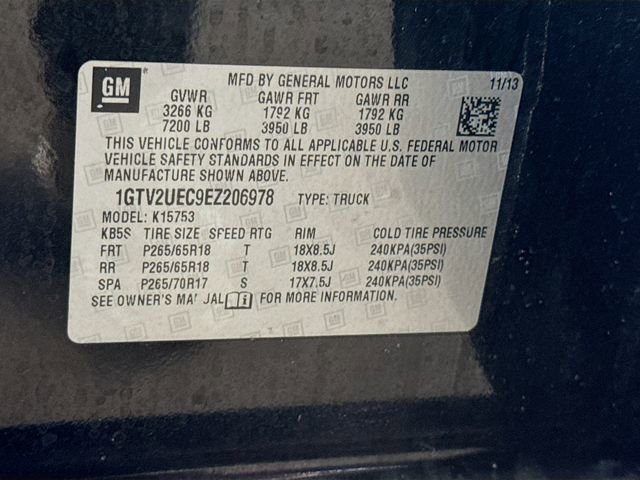 GM
MFD BY GENERAL MOTORS LLC 11/13
GVWR GAWR FRT GAWR RR
3266 KG 1792 KG 1792 KG
7200 LB 3950 LB 3950 LB
THIS VEHICLE CONFORMS TO ALL APPLICABLE U.S. FEDERAL MOTOR
VEHICLE SAFETY STANDARDS IN EFFECT ON THE DATE OF
MANUFACTURE SHOWN ABOVE.
1GTV2UEC9EZ206978 TYPE: TRUCK
MODEL: K15753
KB5S TIRE SIZE SPEED RTG RIM COLD TIRE PRESSURE
FRT P265/65R18 T 18X8.5J 240KPA(35PSI)
RR P265/65R18 T 18X8.5J 240KPA(35PSI)
SPA P265/70R17 S 17X7.5J 240KPA(35PSI)
SEE OWNER'S MA' JAL i FOR MORE INFORMATION.